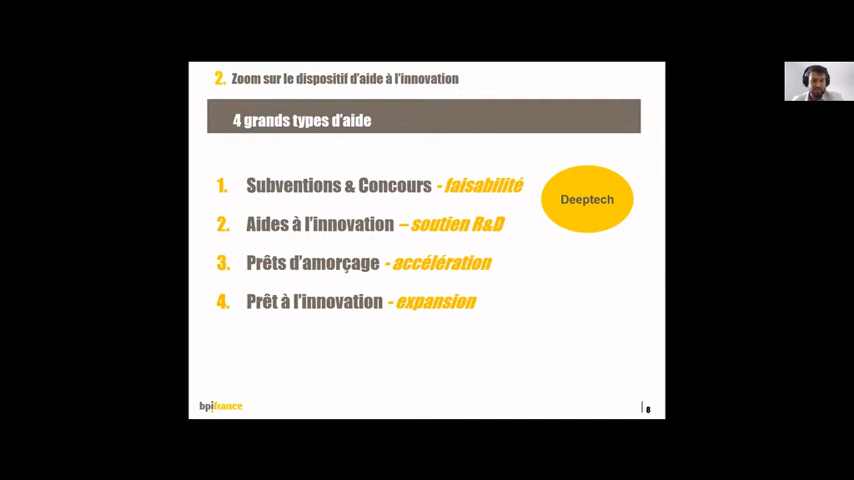 2. Zoom sur le dispositif d'aide à l'innovation
4 grands types d'aide
1. Subventions & Concours - faisabilité
Deeptech
2. Aides à l'innovation – soutien R&D
3. Prêts d'amorçage - accélération
4. Prêt à l'innovation - expansion
bpifrance
8